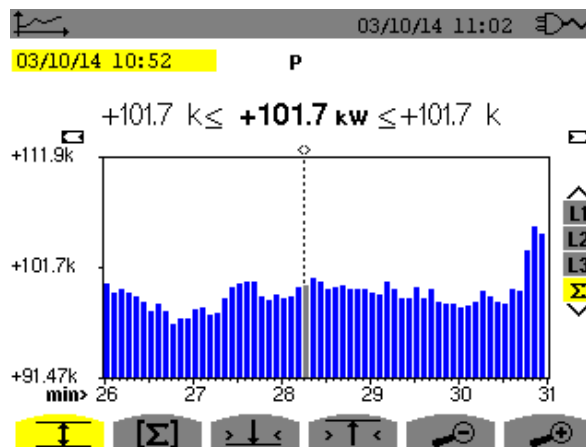 03/10/14 11:02
03/10/14 10:52 P
+101.7 k≤ +101.7 kW ≤+101.7 k
+111.9k
L1
L2
+101.7k
L3
Σ
+91.47k
min> 26 27 28 29 30 31
[Σ]